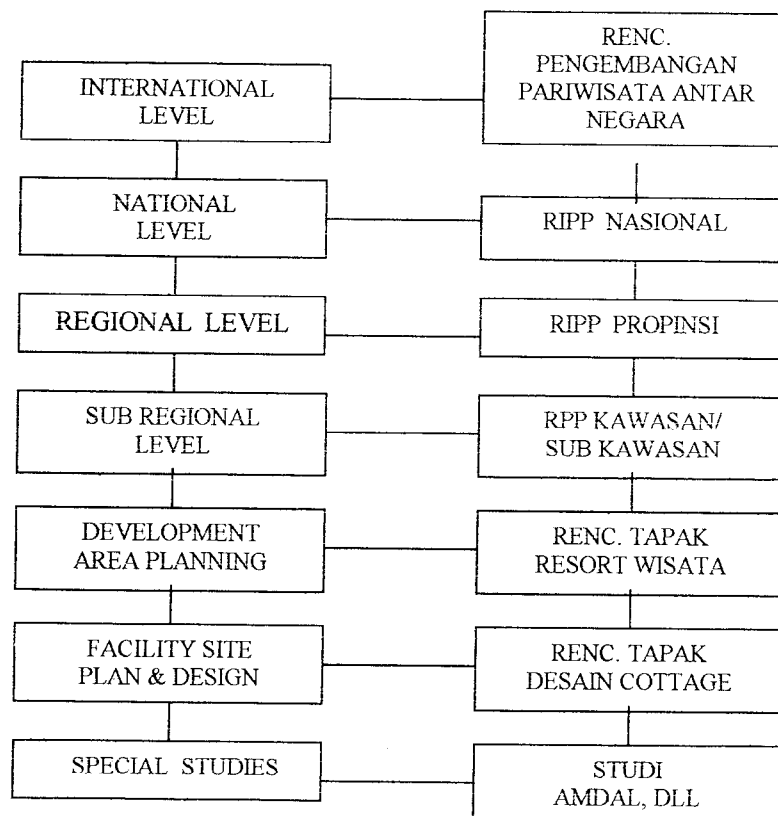 INTERNATIONAL
LEVEL
RENC.
PENGEMBANGAN
PARIWISATA ANTAR
NEGARA
NATIONAL
LEVEL
RIPP NASIONAL
REGIONAL LEVEL
RIPP PROPINSI
SUB REGIONAL
LEVEL
RPP KAWASAN/
SUB KAWASAN
DEVELOPMENT
AREA PLANNING
RENC. TAPAK
RESORT WISATA
FACILITY SITE
PLAN & DESIGN
RENC. TAPAK
DESAIN COTTAGE
SPECIAL STUDIES
STUDI
AMDAL, DLL